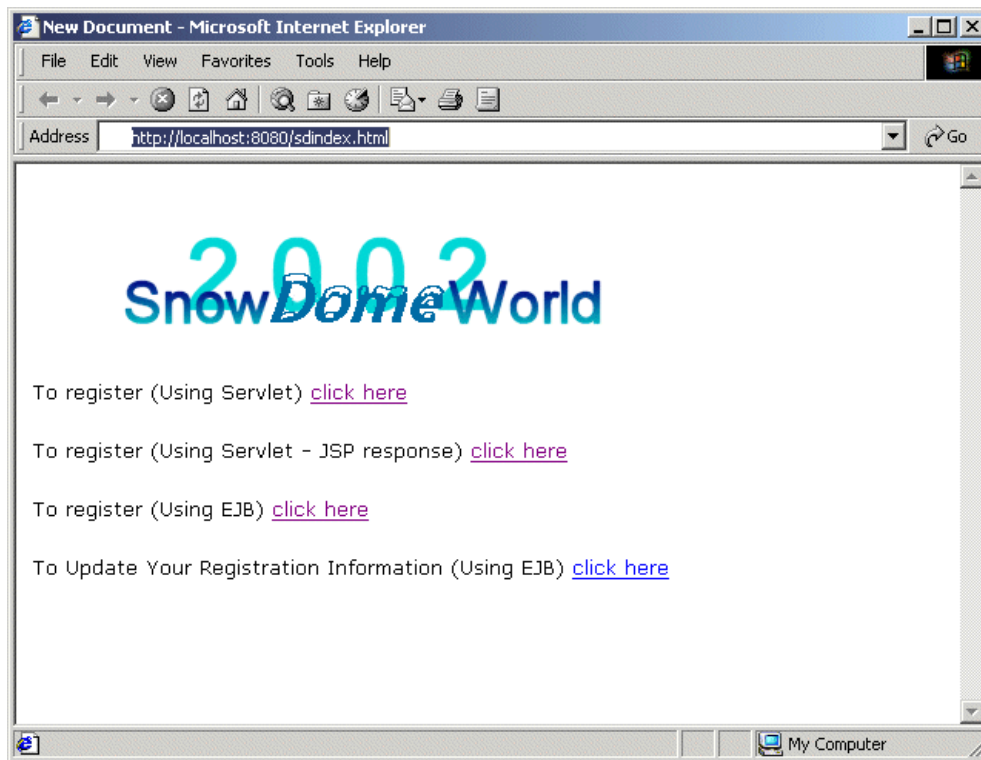 New Document - Microsoft Internet Explorer
File Edit View Favorites Tools Help
Address http://localhost:8080/sdindex.html Go
2002
SnowDomeWorld
To register (Using Servlet) click here
To register (Using Servlet - JSP response) click here
To register (Using EJB) click here
To Update Your Registration Information (Using EJB) click here
My Computer